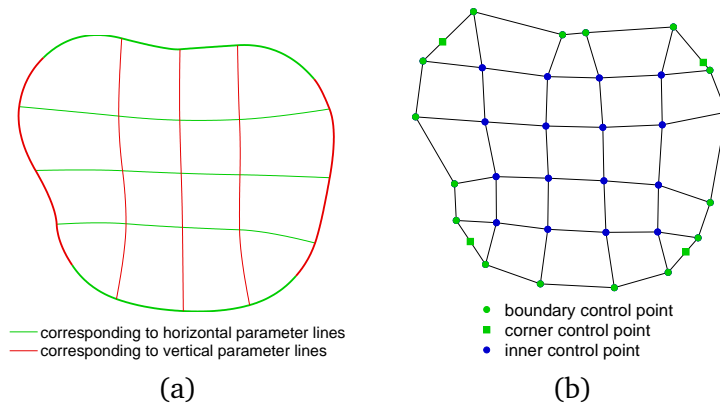 corresponding to horizontal parameter lines
corresponding to vertical parameter lines
(a)
boundary control point
corner control point
inner control point
(b)